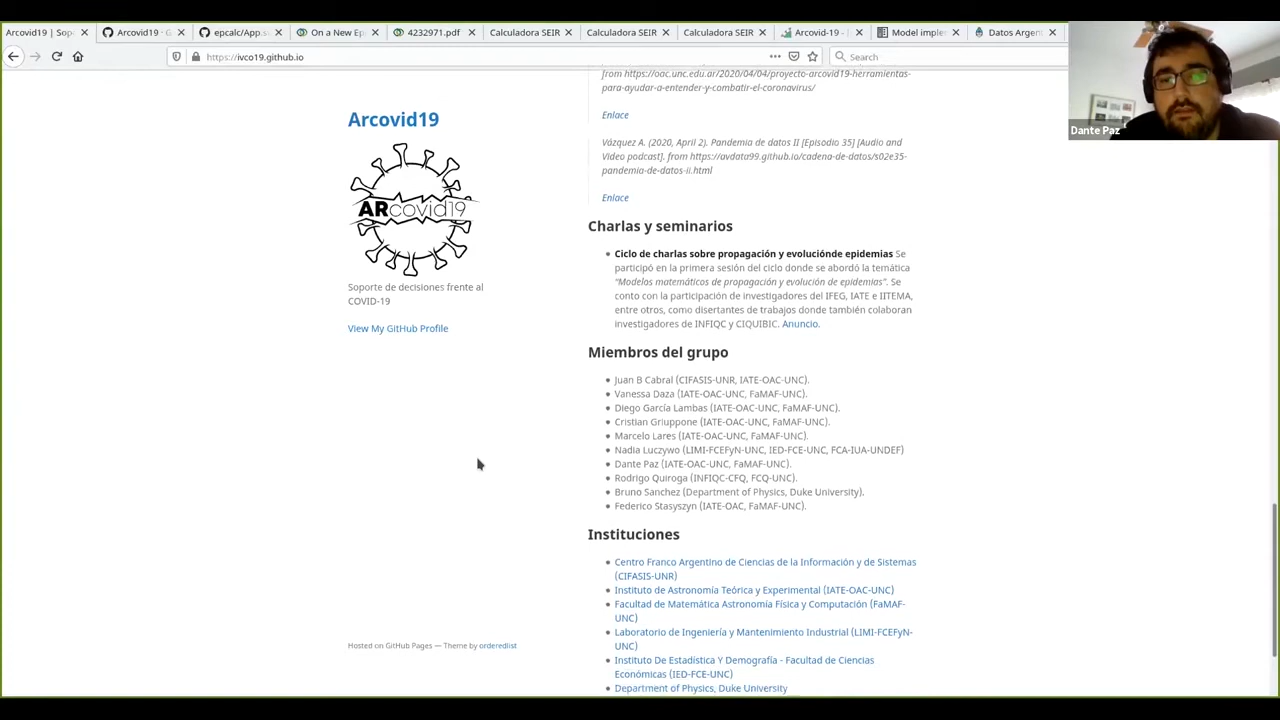 Arcovid19 | Sop
Arcovid19 · G
epcalc/App.s
On a New Ep
4232971.pdf
Calculadora SEIR
Calculadora SEIR
Calculadora SEIR
Arcovid-19 -
Model imple
Datos Argen
https://ivco19.github.io
Search
Dante Paz
Arcovid19
ARcovid19
Soporte de decisiones frente al
COVID-19
View My GitHub Profile
Hosted on GitHub Pages — Theme by orderedlist
from https://oac.unc.edu.ar/2020/04/04/proyecto-arcovid19-herramientas-
para-ayudar-a-entender-y-combatir-el-coronavirus/
Enlace
Vázquez A. (2020, April 2). Pandemia de datos II [Episodio 35] [Audio and
Video podcast]. from https://avdata99.github.io/cadena-de-datos/s02e35-
pandemia-de-datos-ii.html
Enlace
Charlas y seminarios
Ciclo de charlas sobre propagación y evoluciónde epidemias Se
participó en la primera sesión del ciclo donde se abordó la temática
“Modelos matemáticos de propagación y evolución de epidemias”. Se
conto con la participación de investigadores del IFEG, IATE e IITEMA,
entre otros, como disertantes de trabajos donde también colaboran
investigadores de INFIQC y CIQUIBIC. Anuncio.
Miembros del grupo
Juan B Cabral (CIFASIS-UNR, IATE-OAC-UNC).
Vanessa Daza (IATE-OAC-UNC, FaMAF-UNC).
Diego García Lambas (IATE-OAC-UNC, FaMAF-UNC).
Cristian Griuppone (IATE-OAC-UNC, FaMAF-UNC).
Marcelo Lares (IATE-OAC-UNC, FaMAF-UNC).
Nadia Luczywo (LIMI-FCEFyN-UNC, IED-FCE-UNC, FCA-IUA-UNDEF)
Dante Paz (IATE-OAC-UNC, FaMAF-UNC).
Rodrigo Quiroga (INFIQC-CFQ, FCQ-UNC).
Bruno Sanchez (Department of Physics, Duke University).
Federico Stasyszyn (IATE-OAC, FaMAF-UNC).
Instituciones
Centro Franco Argentino de Ciencias de la Información y de Sistemas
(CIFASIS-UNR)
Instituto de Astronomía Teórica y Experimental (IATE-OAC-UNC)
Facultad de Matemática Astronomía Física y Computación (FaMAF-
UNC)
Laboratorio de Ingeniería y Mantenimiento Industrial (LIMI-FCEFyN-
UNC)
Instituto De Estadística Y Demografía - Facultad de Ciencias
Económicas (IED-FCE-UNC)
Department of Physics, Duke University